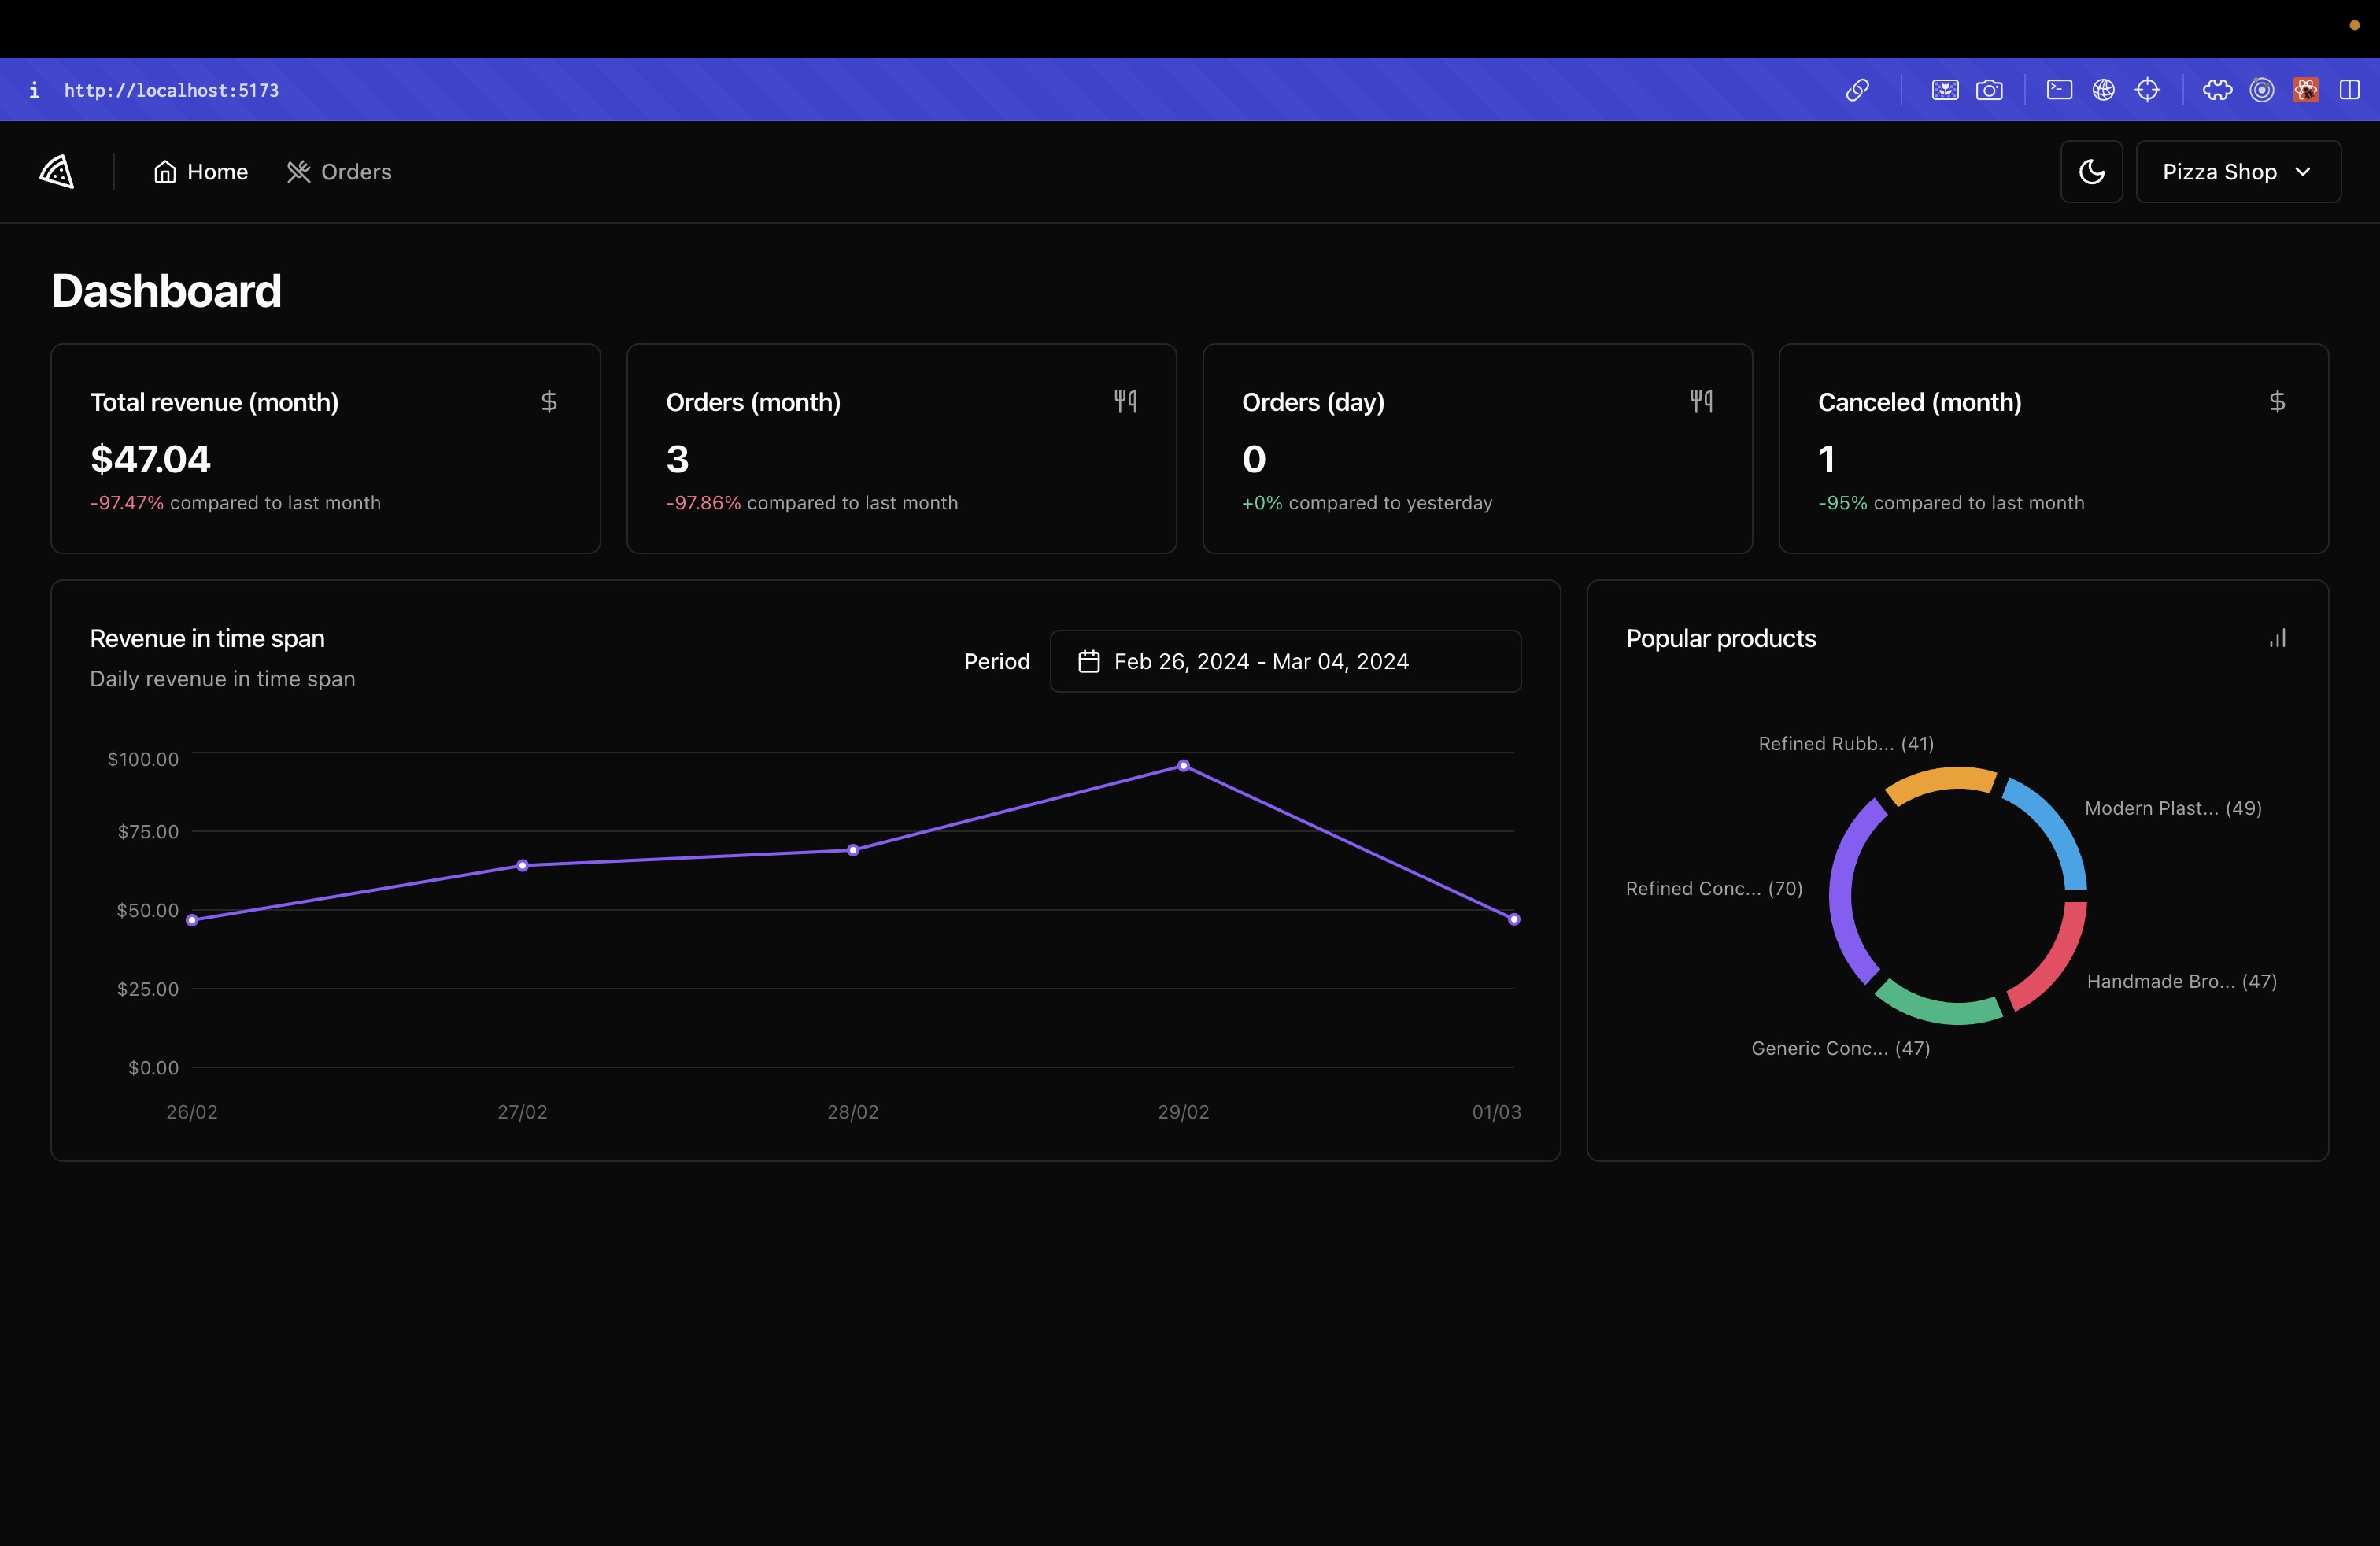 http://localhost:5173
Home
Orders
Pizza Shop
Dashboard
Total revenue (month)
$47.04
-97.47% compared to last month
Orders (month)
3
-97.86% compared to last month
Orders (day)
0
+0% compared to yesterday
Canceled (month)
1
-95% compared to last month
Revenue in time span
Daily revenue in time span
Period
Feb 26, 2024 - Mar 04, 2024
$100.00
$75.00
$50.00
$25.00
$0.00
26/02
27/02
28/02
29/02
01/03
Popular products
Refined Rubb... (41)
Modern Plast... (49)
Refined Conc... (70)
Handmade Bro... (47)
Generic Conc... (47)